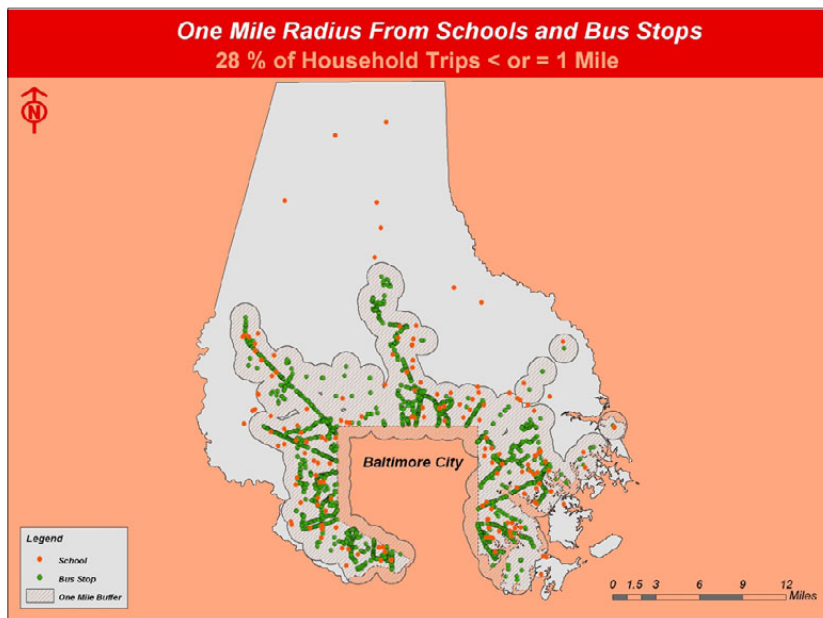 One Mile Radius From Schools and Bus Stops
28 % of Household Trips < or = 1 Mile
N
Baltimore City
Legend
School
Bus Stop
One Mile Buffer
0 1.5 3 6 9 12
Miles